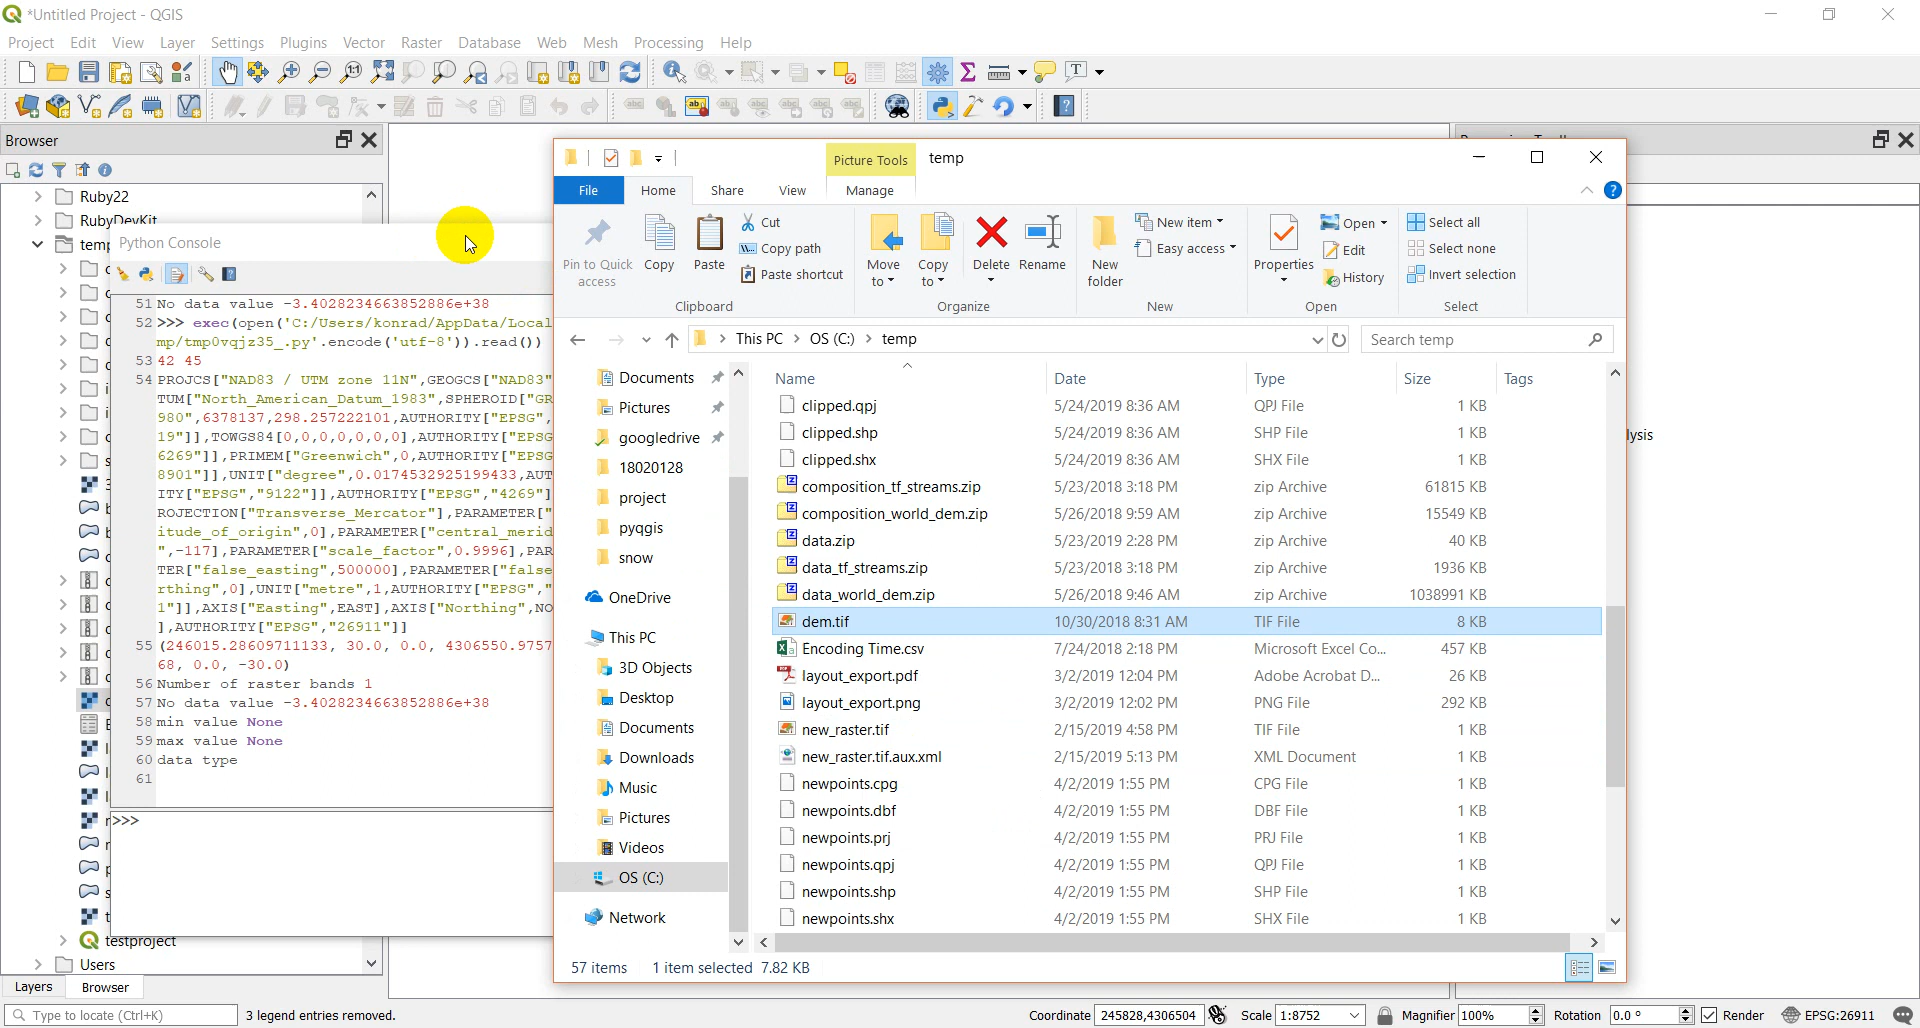 *Untitled Project - QGIS
Project Edit View Layer Settings Plugins Vector Raster Database Web Mesh Processing Help
Browser
Ruby22
RubyDevKit
temp
Python Console
51 No data value -3.4028234663852886e+38
52 >>> exec(open('C:/Users/konrad/AppData/Local
mp/tmp0vqjz35_.py'.encode('utf-8')).read())
53 42 45
54 PROJCS["NAD83 / UTM zone 11N",GEOGCS["NAD83"
TUM["North_American_Datum_1983",SPHEROID["GR
980",6378137,298.257222101,AUTHORITY["EPSG",
19"]],TOWGS84[0,0,0,0,0,0,0],AUTHORITY["EPSG
6269"]],PRIMEM["Greenwich",0,AUTHORITY["EPSG
8901"]],UNIT["degree",0.0174532925199433,AUT
ITY["EPSG","9122"]],AUTHORITY["EPSG","4269"]
ROJECTION["Transverse_Mercator"],PARAMETER["
itude_of_origin",0],PARAMETER["central_merid
",-117],PARAMETER["scale_factor",0.9996],PAR
TER["false_easting",500000],PARAMETER["false
rthing",0],UNIT["metre",1,AUTHORITY["EPSG","
1"]],AXIS["Easting",EAST],AXIS["Northing",NO
],AUTHORITY["EPSG","26911"]]
55 (246015.28609711133, 30.0, 0.0, 4306550.9757
68, 0.0, -30.0)
56 Number of raster bands 1
57 No data value -3.4028234663852886e+38
58 min value None
59 max value None
60 data type
61
>>>
testproject
Users
Layers Browser
Picture Tools temp
File Home Share View Manage
Pin to Quick access
Copy
Paste
Cut
Copy path
Paste shortcut
Clipboard
Move to
Copy to
Delete
Rename
Organize
New folder
New item
Easy access
New
Properties
Open
Edit
History
Open
Select all
Select none
Invert selection
Select
This PC > OS (C:) > temp
Search temp
Documents
Pictures
googledrive
18020128
project
pyqgis
snow
OneDrive
This PC
3D Objects
Desktop
Documents
Downloads
Music
Pictures
Videos
OS (C:)
Network
Name Date Type Size Tags
clipped.qpj 5/24/2019 8:36 AM QPJ File 1 KB
clipped.shp 5/24/2019 8:36 AM SHP File 1 KB
clipped.shx 5/24/2019 8:36 AM SHX File 1 KB
composition_tf_streams.zip 5/23/2018 3:18 PM zip Archive 61815 KB
composition_world_dem.zip 5/26/2018 9:59 AM zip Archive 15549 KB
data.zip 5/23/2019 2:28 PM zip Archive 40 KB
data_tf_streams.zip 5/23/2018 3:18 PM zip Archive 1936 KB
data_world_dem.zip 5/26/2018 9:46 AM zip Archive 1038991 KB
dem.tif 10/30/2018 8:31 AM TIF File 8 KB
Encoding Time.csv 7/24/2018 2:18 PM Microsoft Excel Co... 457 KB
layout_export.pdf 3/2/2019 12:04 PM Adobe Acrobat D... 26 KB
layout_export.png 3/2/2019 12:02 PM PNG File 292 KB
new_raster.tif 2/15/2019 4:58 PM TIF File 1 KB
new_raster.tif.aux.xml 2/15/2019 5:13 PM XML Document 1 KB
newpoints.cpg 4/2/2019 1:55 PM CPG File 1 KB
newpoints.dbf 4/2/2019 1:55 PM DBF File 1 KB
newpoints.prj 4/2/2019 1:55 PM PRJ File 1 KB
newpoints.qpj 4/2/2019 1:55 PM QPJ File 1 KB
newpoints.shp 4/2/2019 1:55 PM SHP File 1 KB
newpoints.shx 4/2/2019 1:55 PM SHX File 1 KB
57 items 1 item selected 7.82 KB
lysis
Type to locate (Ctrl+K) 3 legend entries removed. Coordinate 245828,4306504 Scale 1:8752 Magnifier 100% Rotation 0.0 ° Render EPSG:26911